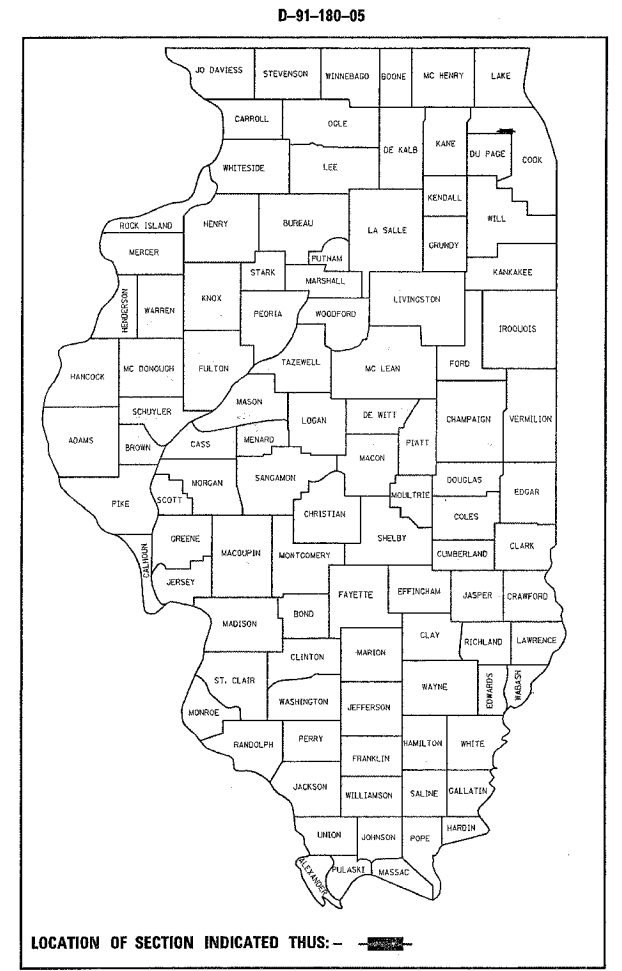 D-91-180-05
JO DAVIESS STEVENSON WINNEBAGO BOONE MC HENRY LAKE
CARROLL OGLE DE KALB KANE DU PAGE COOK
WHITESIDE LEE
KENDALL
ROCK ISLAND HENRY BUREAU LA SALLE GRUNDY WILL
MERCER PUTNAM
STARK MARSHALL KANKAKEE
HENDERSON WARREN KNOX PEORIA WOODFORD LIVINGSTON IROQUOIS
HANCOCK MC DONOUGH FULTON TAZEWELL MC LEAN FORD
SCHUYLER MASON LOGAN DE WITT CHAMPAIGN VERMILION
ADAMS BROWN CASS MENARD PIATT
MACON
PIKE SCOTT MORGAN SANGAMON MOULTRIE DOUGLAS EDGAR
CHRISTIAN COLES
CALHOUN GREENE MACOUPIN MONTGOMERY SHELBY CUMBERLAND CLARK
JERSEY FAYETTE EFFINGHAM JASPER CRAWFORD
MADISON BOND
CLAY RICHLAND LAWRENCE
CLINTON MARION
ST. CLAIR WAYNE EDWARDS WABASH
WASHINGTON JEFFERSON
MONROE
RANDOLPH PERRY FRANKLIN HAMILTON WHITE
JACKSON WILLIAMSON SALINE GALLATIN
UNION JOHNSON POPE HARDIN
ALEXANDER PULASKI MASSAC
LOCATION OF SECTION INDICATED THUS: -